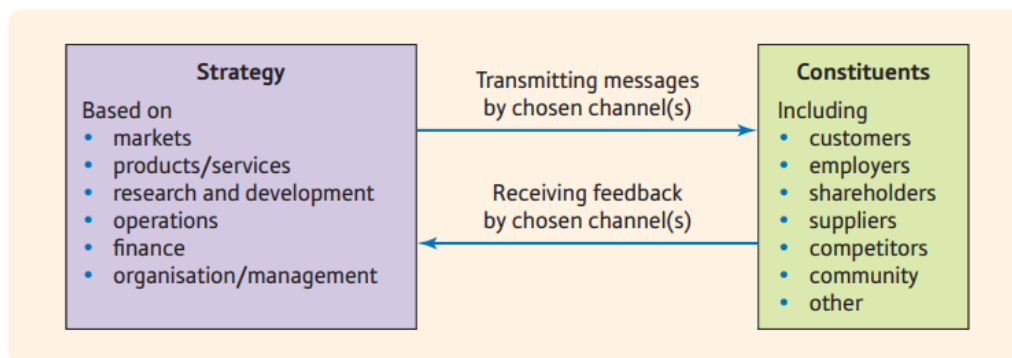 Strategy
Based on
• markets
• products/services
• research and development
• operations
• finance
• organisation/management
Transmitting messages
by chosen channel(s)
Receiving feedback
by chosen channel(s)
Constituents
Including
• customers
• employers
• shareholders
• suppliers
• competitors
• community
• other